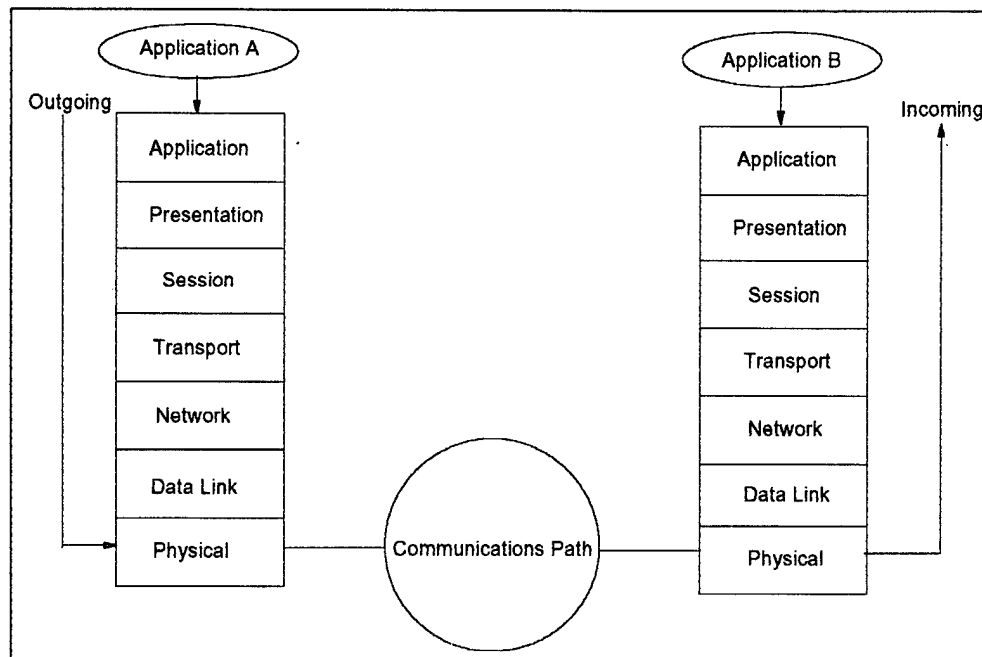 Application A
Outgoing
Application
Presentation
Session
Transport
Network
Data Link
Physical
Communications Path
Application B
Incoming
Application
Presentation
Session
Transport
Network
Data Link
Physical